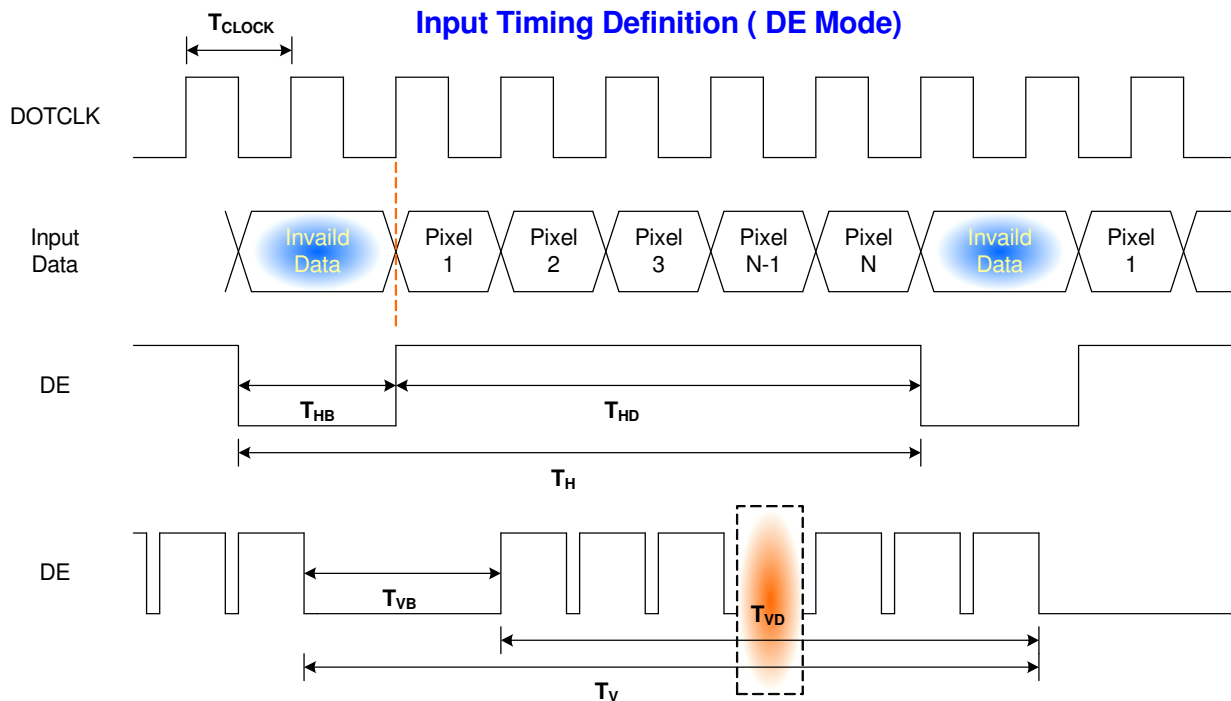 Input Timing Definition ( DE Mode)
TCLOCK
DOTCLK
Input
Data
Invaild
Data
Pixel
1
Pixel
2
Pixel
3
Pixel
N-1
Pixel
N
Invaild
Data
Pixel
1
DE
THB
THD
TH
DE
TVB
TVD
TV